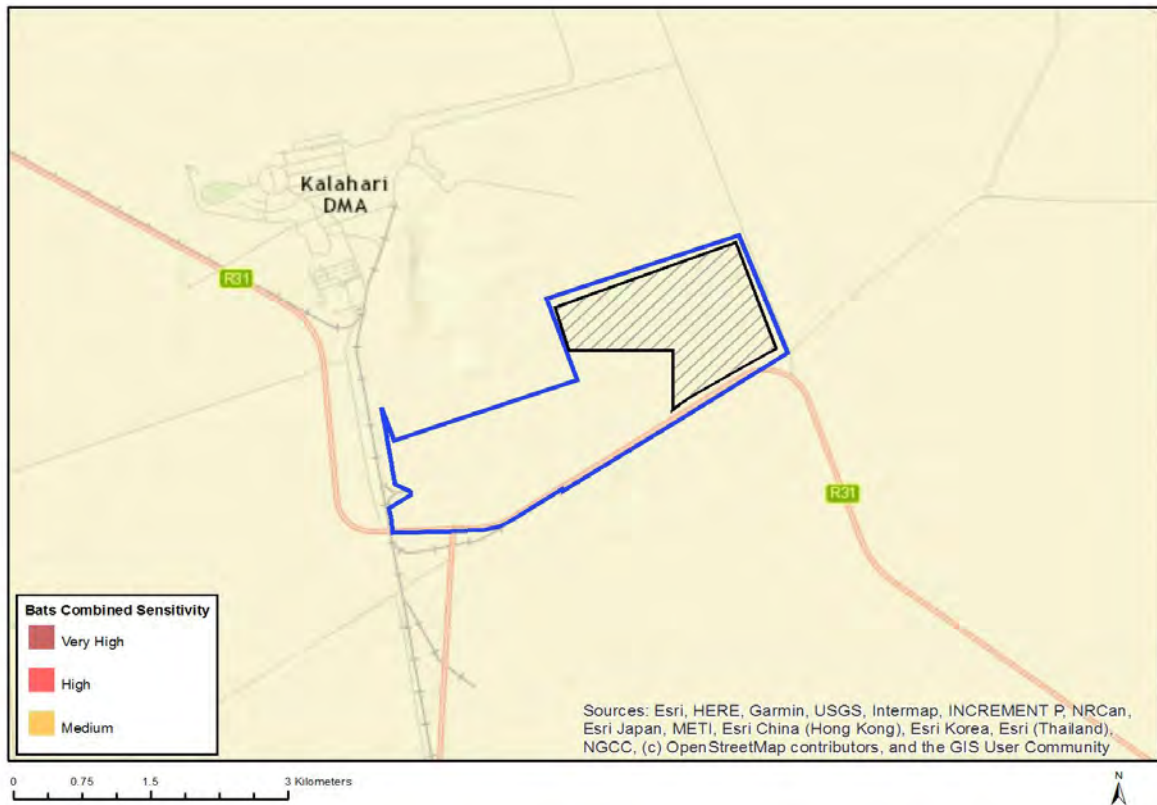 Kalahari
DMA
R31
R31
Bats Combined Sensitivity
Very High
High
Medium
Sources: Esri, HERE, Garmin, USGS, Intermap, INCREMENT P, NRCan,
Esri Japan, METI, Esri China (Hong Kong), Esri Korea, Esri (Thailand),
NGCC, (c) OpenStreetMap contributors, and the GIS User Community
0 0.75 1.5 3 Kilometers
N